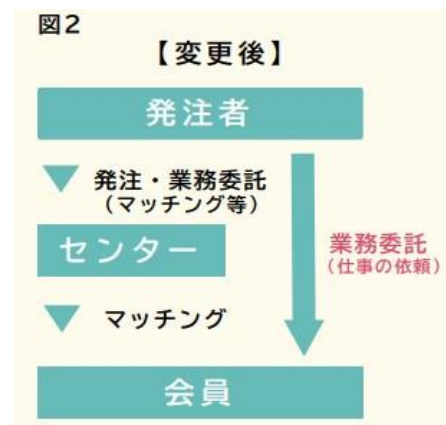 図2
【変更後】
発注者
発注・業務委託
（マッチング等）
センター
業務委託
（仕事の依頼）
マッチング
会員